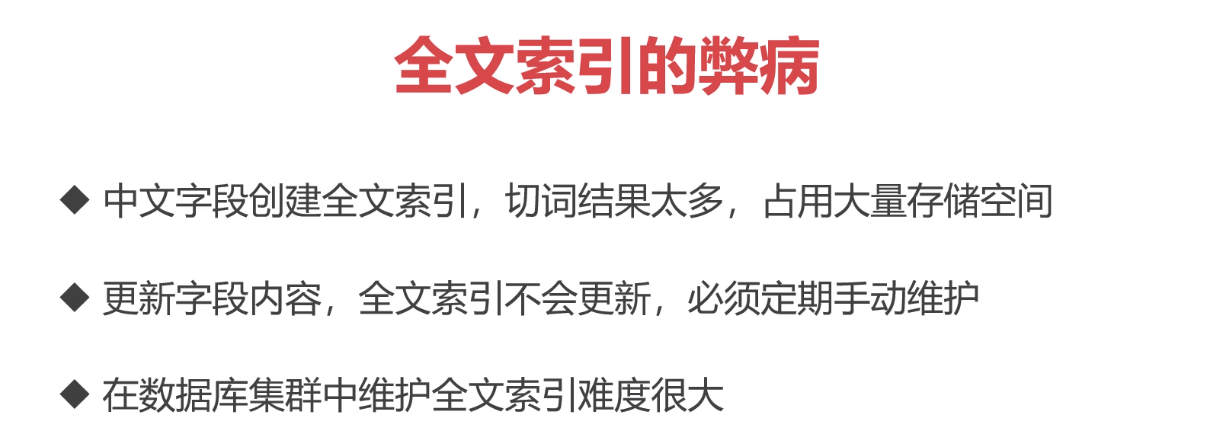 全文索引的弊病
◆ 中文字段创建全文索引，切词结果太多，占用大量存储空间
◆ 更新字段内容，全文索引不会更新，必须定期手动维护
◆ 在数据库集群中维护全文索引难度很大